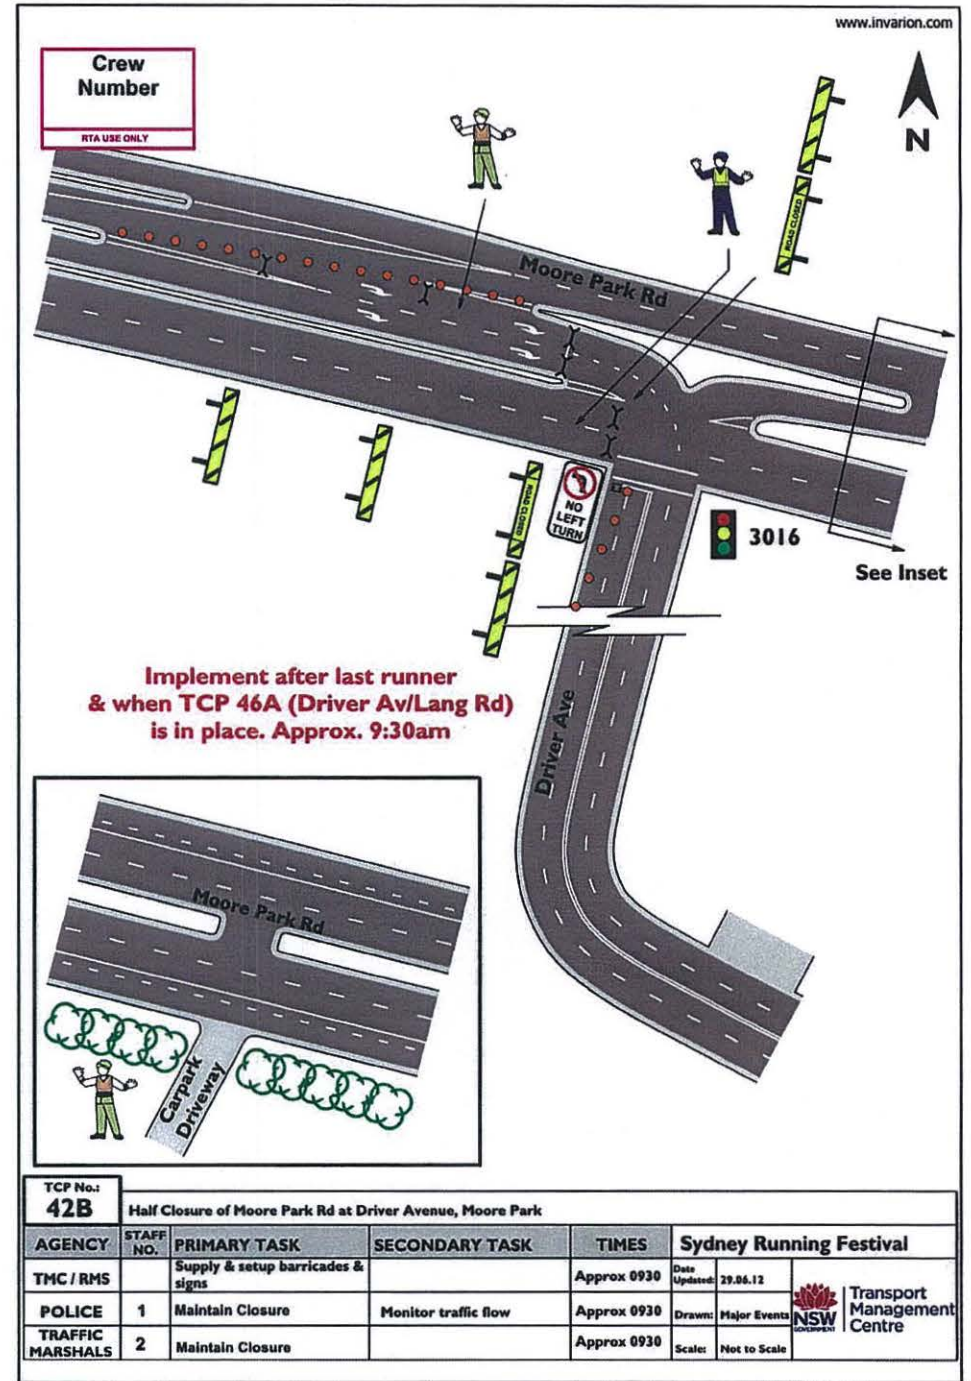 www.invarion.com
Crew
Number
RTA USE ONLY
N
ROAD CLOSED
Moore Park Rd
ROAD CLOSED
NO
LEFT
TURN
3016
See Inset
Implement after last runner
& when TCP 46A (Driver Av/Lang Rd)
is in place. Approx. 9:30am
Driver Ave
Moore Park Rd
Carpark
Driveway
TCP No.:
42B
Half Closure of Moore Park Rd at Driver Avenue, Moore Park
AGENCY STAFF NO. PRIMARY TASK SECONDARY TASK TIMES Sydney Running Festival
TMC / RMS Supply & setup barricades & signs Approx 0930 Date Updated: 29.06.12
POLICE 1 Maintain Closure Monitor traffic flow Approx 0930 Drawn: Major Events
TRAFFIC MARSHALS 2 Maintain Closure Approx 0930 Scale: Not to Scale
NSW
GOVERNMENT
Transport
Management
Centre